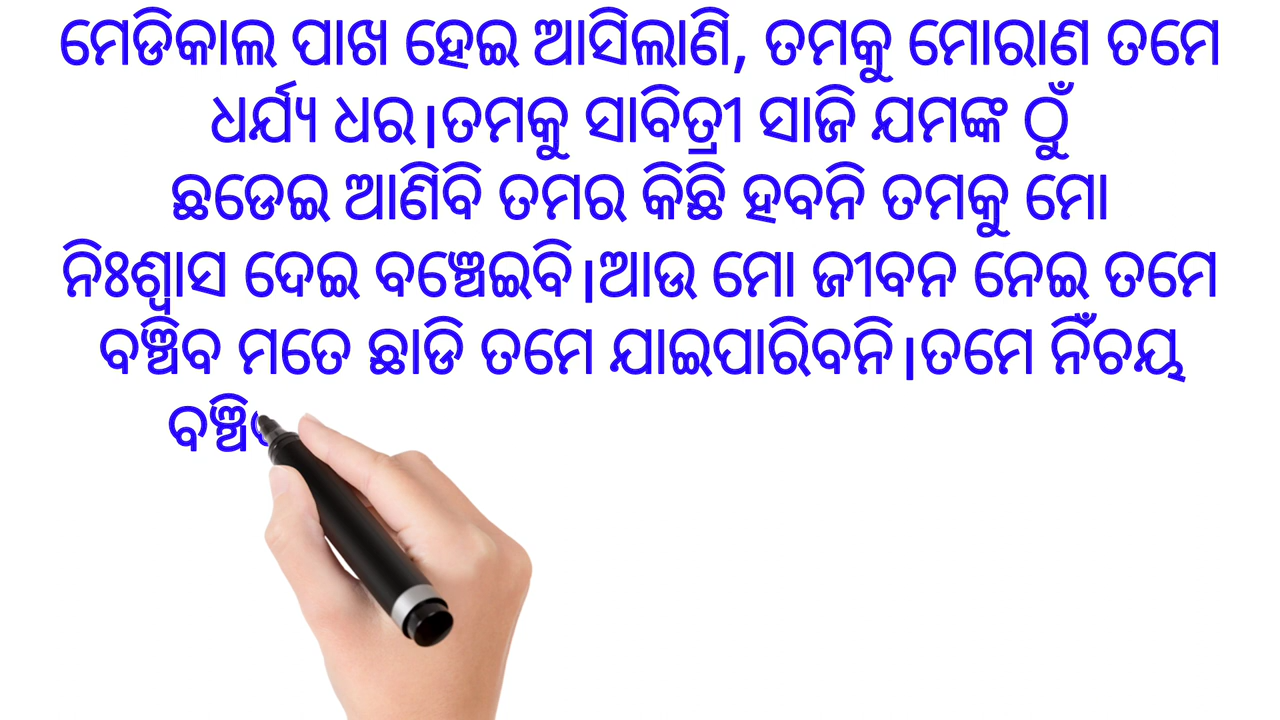 ମେଡିକାଲ ପାଖ ହେଇ ଆସିଲାଣି, ତମକୁ ମୋରାଣ ତମେ
ଧର୍ଯ୍ୟ ଧର।ତମକୁ ସାବିତ୍ରୀ ସାଜି ଯମଙ୍କ ଠୁଁ
ଛଡେଇ ଆଣିବି ତମର କିଛି ହବନି ତମକୁ ମୋ
ନିଃଶ୍ୱାସ ଦେଇ ବଞ୍ଚେଇବି।ଆଉ ମୋ ଜୀବନ ନେଇ ତମେ
ବଞ୍ଚିବ ମତେ ଛାଡି ତମେ ଯାଇପାରିବନି।ତମେ ନିଁଚୟ